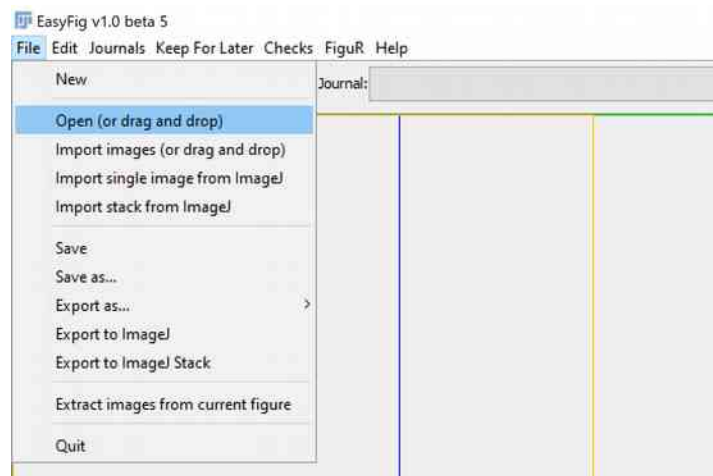 EasyFig v1.0 beta 5
File Edit Journals Keep For Later Checks FiguR Help
New
Journal:
Open (or drag and drop)
Import images (or drag and drop)
Import single image from ImageJ
Import stack from ImageJ
Save
Save as...
Export as...
Export to ImageJ
Export to ImageJ Stack
Extract images from current figure
Quit